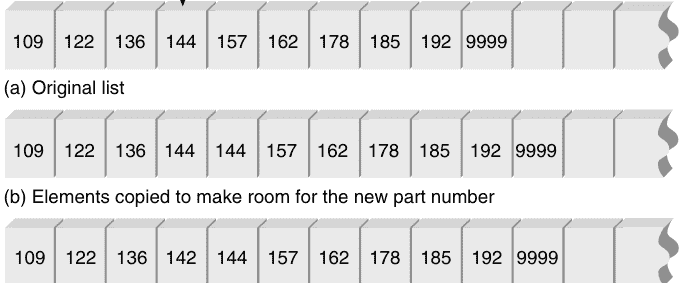 109 122 136 144 157 162 178 185 192 9999
(a) Original list
109 122 136 144 144 157 162 178 185 192 9999
(b) Elements copied to make room for the new part number
109 122 136 142 144 157 162 178 185 192 9999